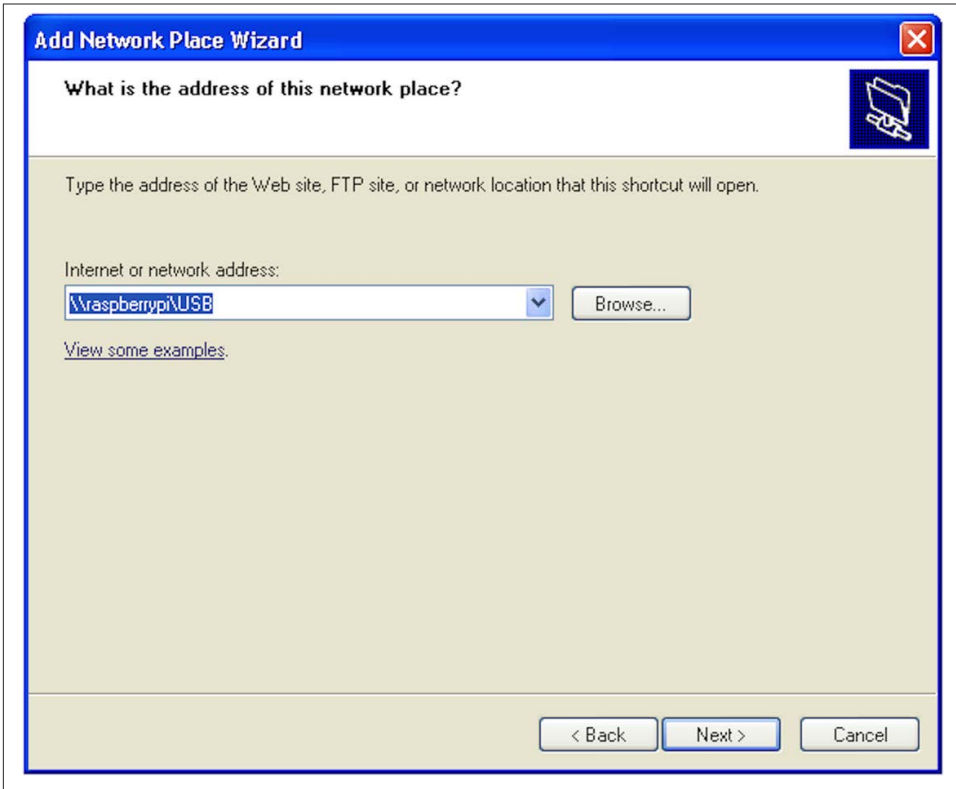 Add Network Place Wizard
What is the address of this network place?
Type the address of the Web site, FTP site, or network location that this shortcut will open.
Internet or network address:
\\raspberrypi\USB
Browse...
View some examples.
< Back
Next >
Cancel